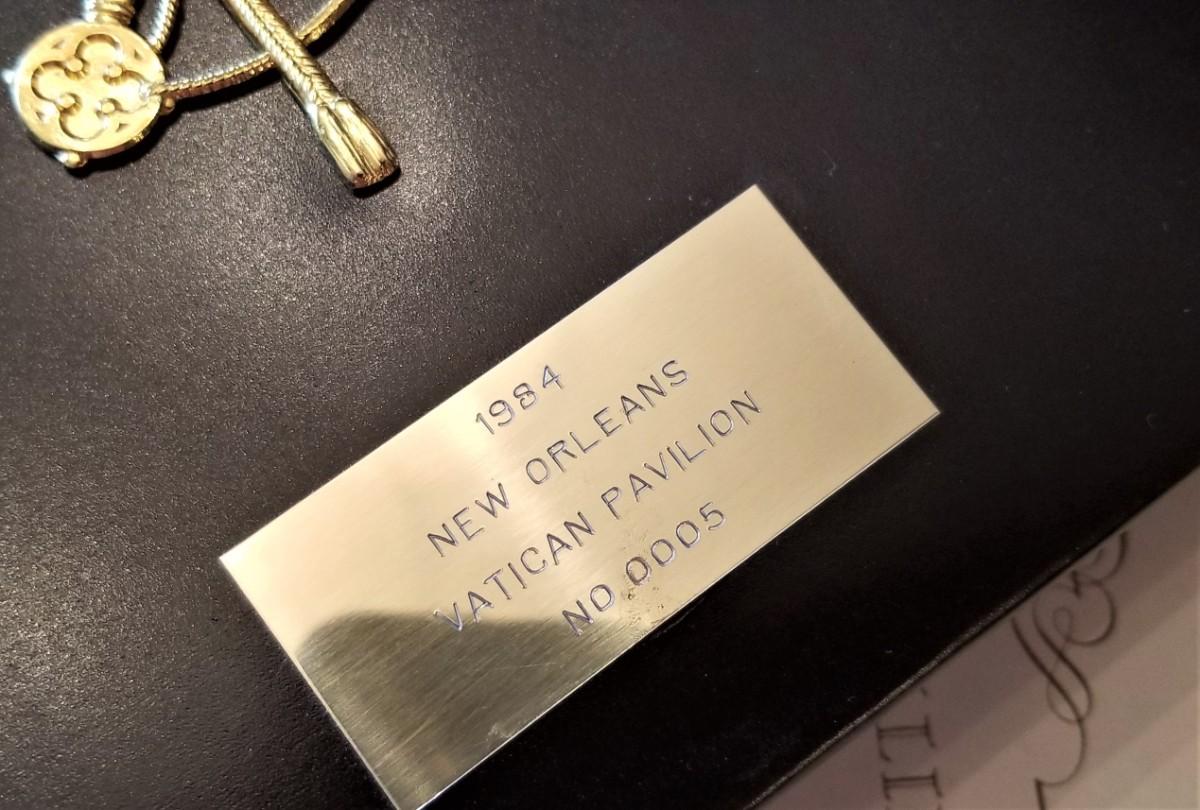 1984
NEW ORLEANS
VATICAN PAVILION
NO 0005